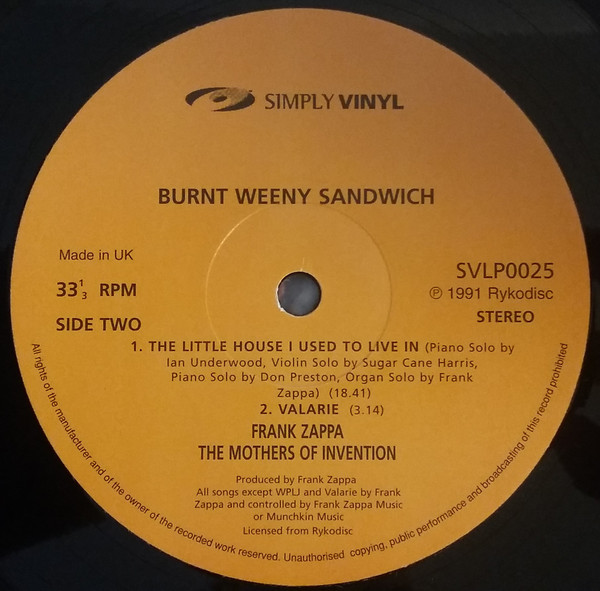 SIMPLY VINYL
BURNT WEENY SANDWICH
Made in UK
33 1/3 RPM
SIDE TWO
SVLP0025
℗ 1991 Rykodisc
STEREO
1. THE LITTLE HOUSE I USED TO LIVE IN (Piano Solo by
Ian Underwood, Violin Solo by Sugar Cane Harris,
Piano Solo by Don Preston, Organ Solo by Frank
Zappa) (18.41)
2. VALARIE (3.14)
FRANK ZAPPA
THE MOTHERS OF INVENTION
Produced by Frank Zappa
All songs except WPLJ and Valarie by Frank
Zappa and controlled by Frank Zappa Music
or Munchkin Music
Licensed from Rykodisc
All rights of the manufacturer and of the owner of the recorded work reserved. Unauthorised copying, public performance and broadcasting of this record prohibited